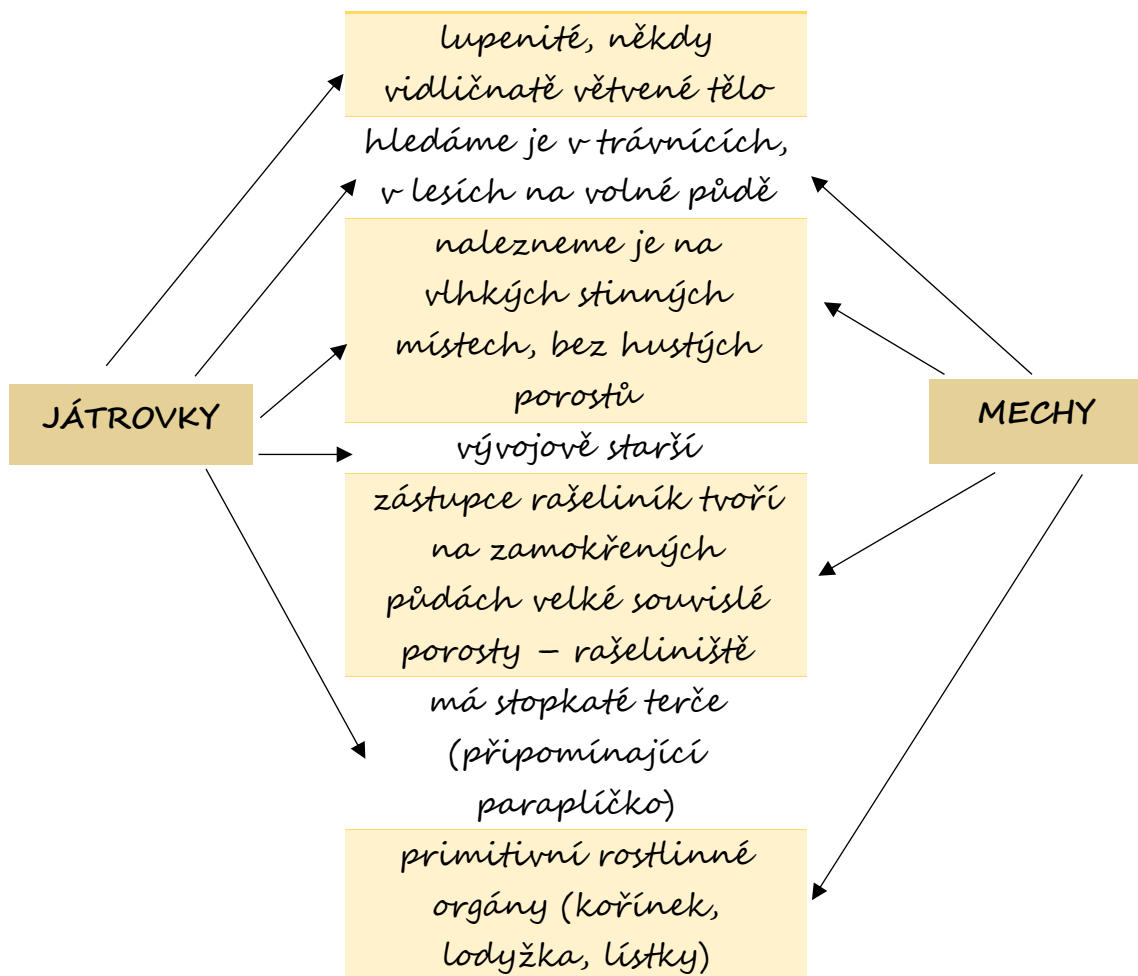 lupenité, někdy
vidličnatě větvené tělo
hledáme je v trávnících,
v lesích na volné půdě
nalezneme je na
vlhkých stinných
místech, bez hustých
porostů
JÁTROVKY
MECHY
vývojově starší
zástupce rašeliník tvoří
na zamokřených
půdách velké souvislé
porosty – rašeliniště
má stopkaté terče
(připomínající
paraplíčko)
primitivní rostlinné
orgány (kořínek,
lodyžka, lístky)